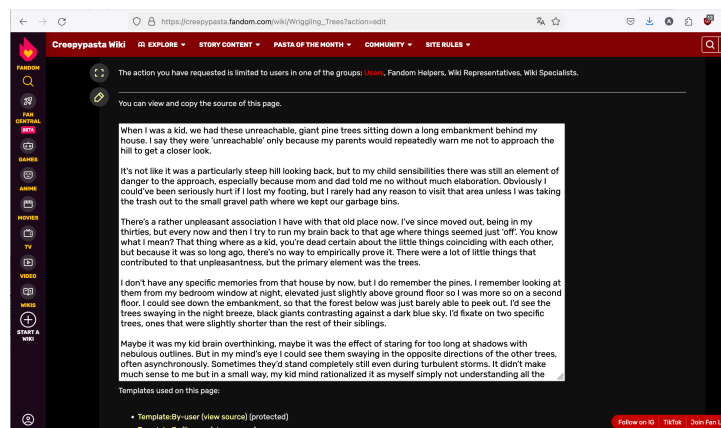 https://creepypasta.fandom.com/wiki/Wriggling_Trees?action=edit
Creepypasta Wiki
EXPLORE
STORY CONTENT
PASTA OF THE MONTH
COMMUNITY
SITE RULES
FANDOM
FAN CENTRAL
BETA
GAMES
ANIME
MOVIES
TV
VIDEO
WIKIS
START A WIKI
The action you have requested is limited to users in one of the groups: Users, Fandom Helpers, Wiki Representatives, Wiki Specialists.
You can view and copy the source of this page.
When I was a kid, we had these unreachable, giant pine trees sitting down a long embankment behind my
house. I say they were 'unreachable' only because my parents would repeatedly warn me not to approach the
hill to get a closer look.
It's not like it was a particularly steep hill looking back, but to my child sensibilities there was still an element of
danger to the approach, especially because mom and dad told me no without much elaboration. Obviously I
could've been seriously hurt if I lost my footing, but I rarely had any reason to visit that area unless I was taking
the trash out to the small gravel path where we kept our garbage bins.
There's a rather unpleasant association I have with that old place now. I've since moved out, being in my
thirties, but every now and then I try to run my brain back to that age where things seemed just 'off'. You know
what I mean? That thing where as a kid, you're dead certain about the little things coinciding with each other,
but because it was so long ago, there's no way to empirically prove it. There were a lot of little things that
contributed to that unpleasantness, but the primary element was the trees.
I don't have any specific memories from that house by now, but I do remember the pines. I remember looking at
them from my bedroom window at night, elevated just slightly above ground floor so I was more so on a second
floor. I could see down the embankment, so that the forest below was just barely able to peek out. I'd see the
trees swaying in the night breeze, black giants contrasting against a dark blue sky. I'd fixate on two specific
trees, ones that were slightly shorter than the rest of their siblings.
Maybe it was my kid brain overthinking, maybe it was the effect of staring for too long at shadows with
nebulous outlines. But in my mind's eye I could see them swaying in the opposite directions of the other trees,
often asynchronously. Sometimes they'd stand completely still even during turbulent storms. It didn't make
much sense to me but in a small way, my kid mind rationalized it as myself simply not understanding all the
Templates used on this page:
Template:By-user (view source) (protected)
Follow on IG
TikTok
Join Fan L